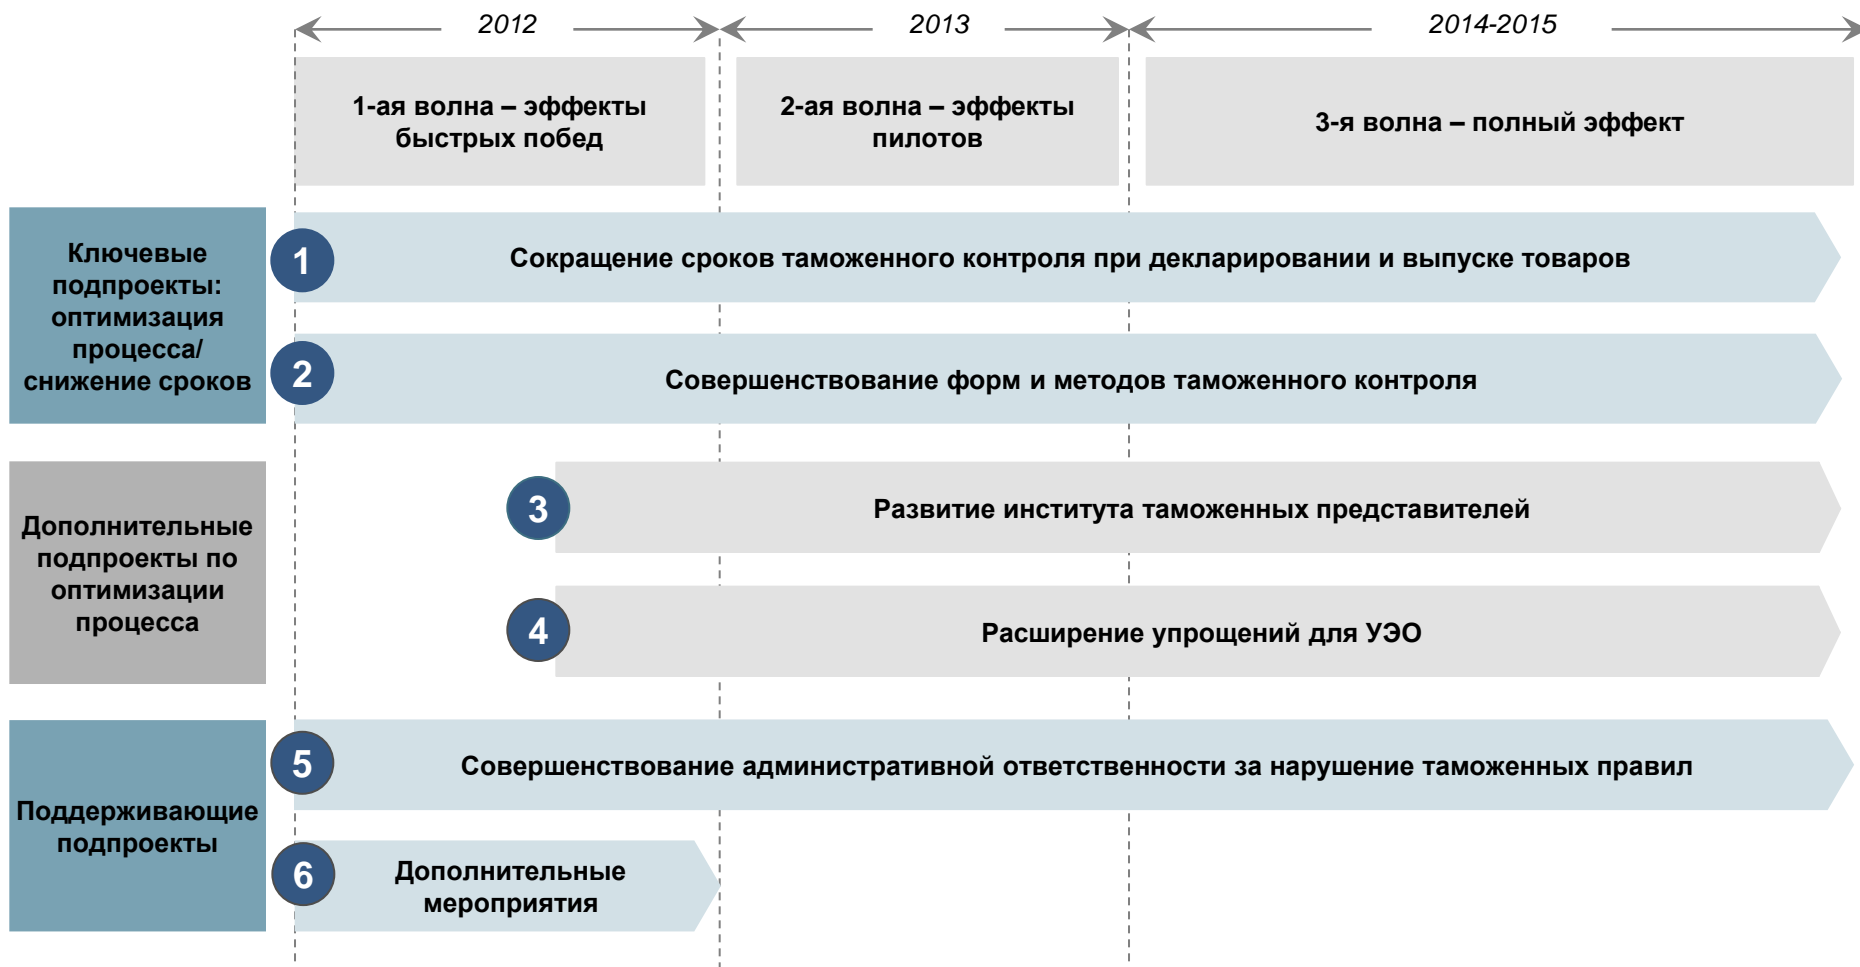 2012
2013
2014-2015
1-ая волна – эффекты
быстрых побед
2-ая волна – эффекты
пилотов
3-я волна – полный эффект
Ключевые
подпроекты:
оптимизация
процесса/
снижение сроков
1
Сокращение сроков таможенного контроля при декларировании и выпуске товаров
2
Совершенствование форм и методов таможенного контроля
Дополнительные
подпроекты по
оптимизации
процесса
3
Развитие института таможенных представителей
4
Расширение упрощений для УЭО
Поддерживающие
подпроекты
5
Совершенствование административной ответственности за нарушение таможенных правил
6
Дополнительные
мероприятия